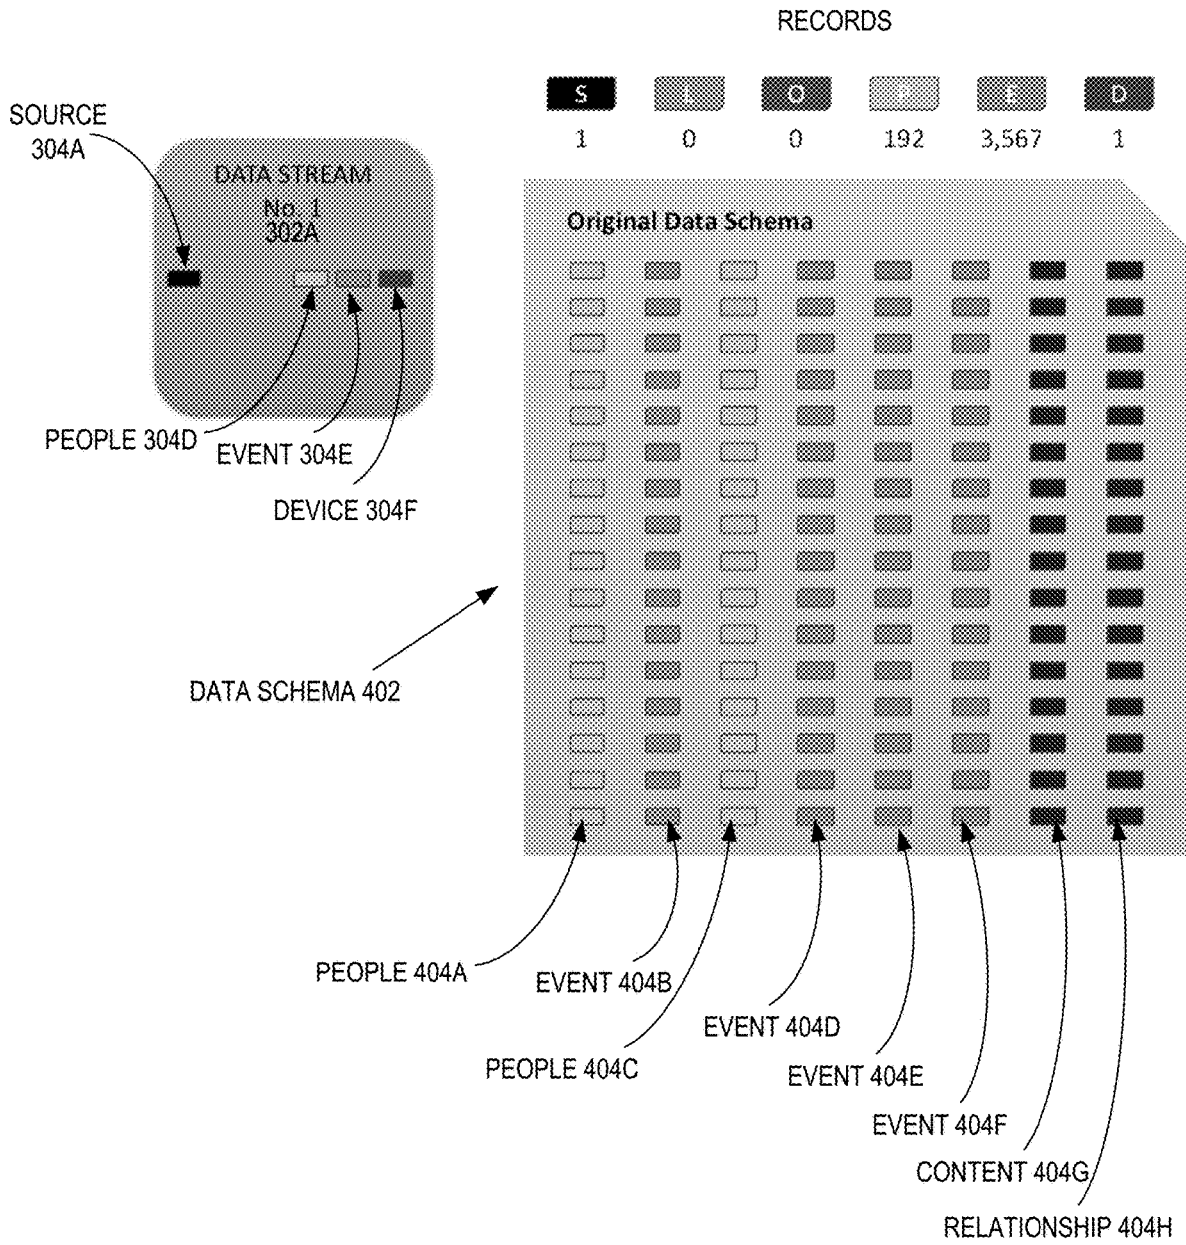 RECORDS
S L O P E D
1 0 0 192 3,567 1
SOURCE
304A
DATA STREAM
No. 1
302A
Original Data Schema
PEOPLE 304D
EVENT 304E
DEVICE 304F
DATA SCHEMA 402
PEOPLE 404A
EVENT 404B
EVENT 404D
PEOPLE 404C
EVENT 404E
EVENT 404F
CONTENT 404G
RELATIONSHIP 404H